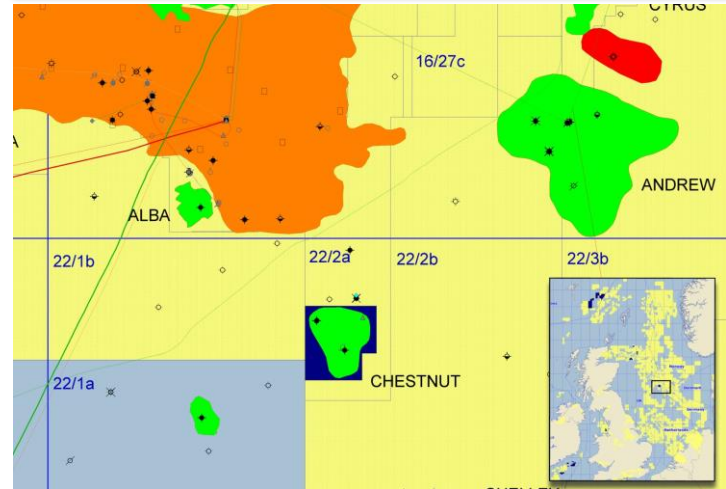 CYRUS
16/27c
ANDREW
ALBA
22/1b
22/2a
22/2b
22/3b
22/1a
CHESTNUT